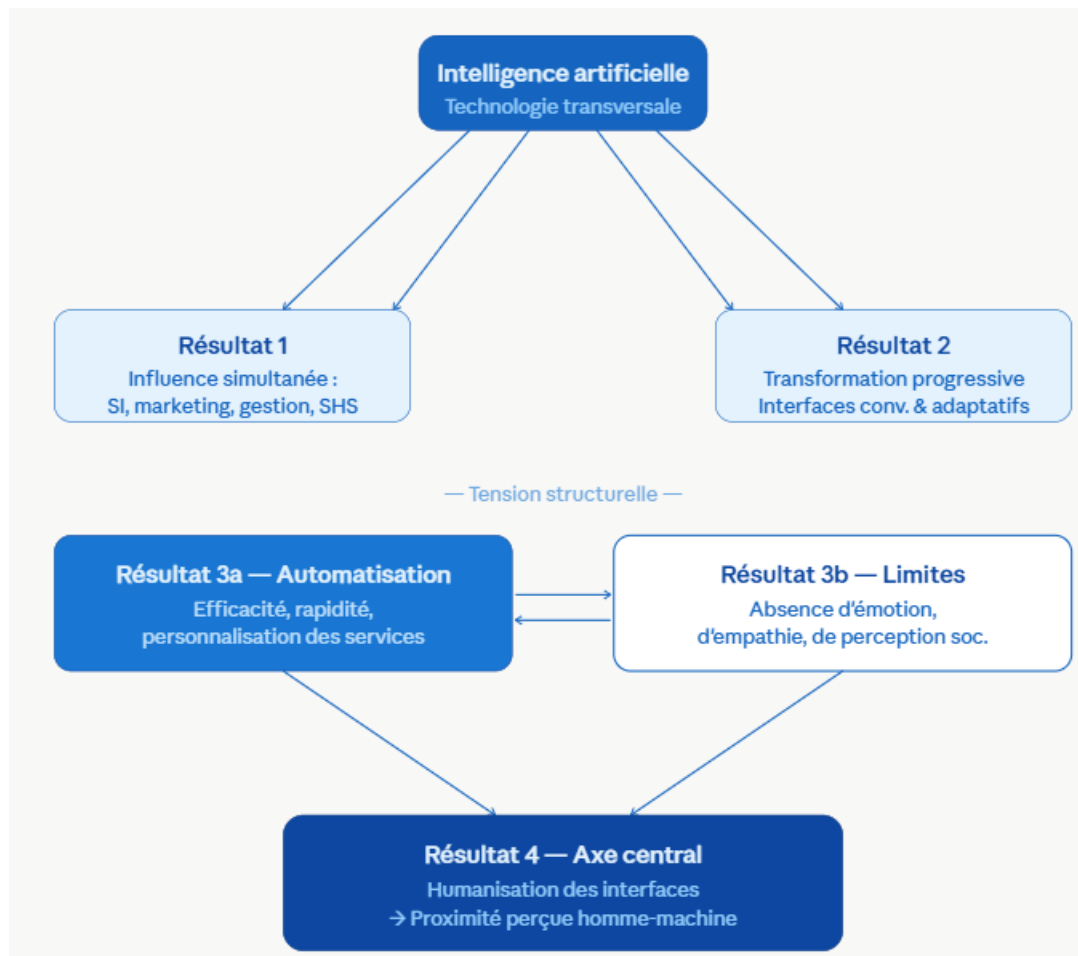 Intelligence artificielle
Technologie transversale
Résultat 1
Influence simultanée :
SI, marketing, gestion, SHS
Résultat 2
Transformation progressive
Interfaces conv. & adaptatifs
— Tension structurelle —
Résultat 3a — Automatisation
Efficacité, rapidité,
personnalisation des services
Résultat 3b — Limites
Absence d'émotion,
d'empathie, de perception soc.
Résultat 4 — Axe central
Humanisation des interfaces
→ Proximité perçue homme-machine